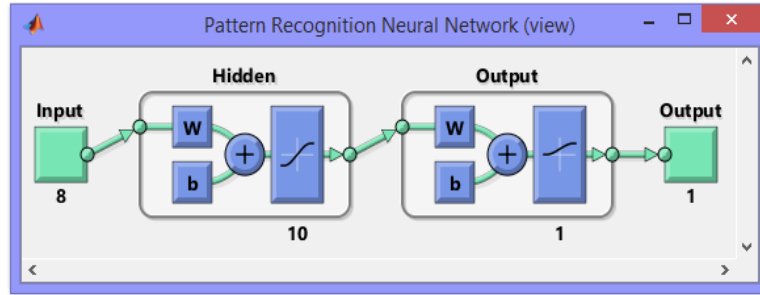 Pattern Recognition Neural Network (view)
Hidden
Output
Input
Output
W
b
W
b
8
10
1
1